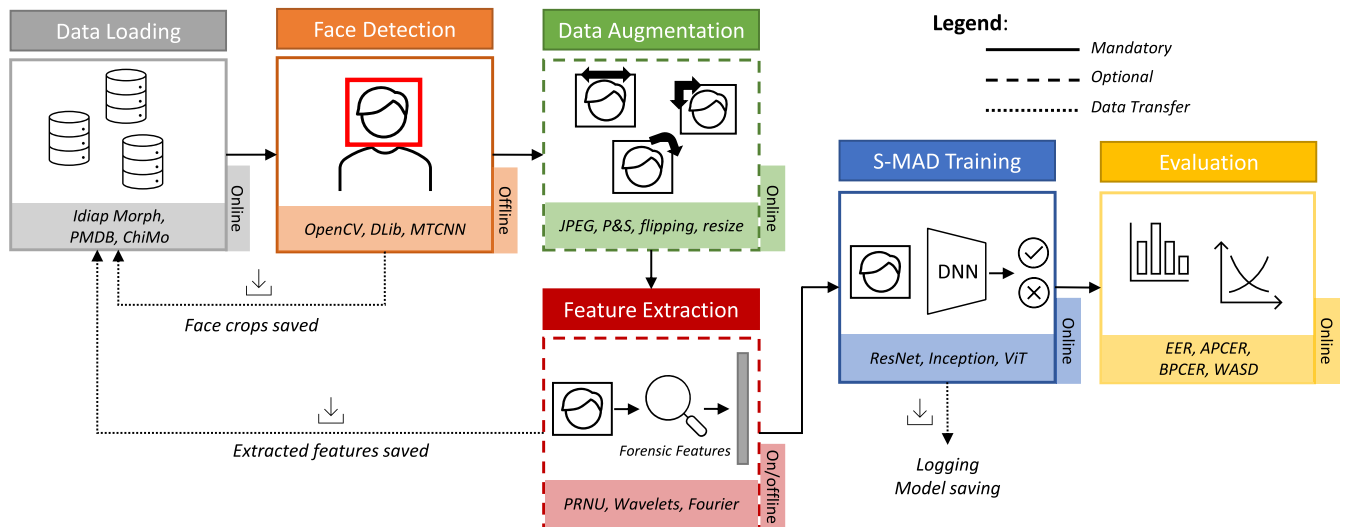 Data Loading
Idiap Morph,
PMDB, ChiMo
Online
Face Detection
OpenCV, DLib, MTCNN
Offline
Data Augmentation
JPEG, P&S, flipping, resize
Online
Legend:
Mandatory
Optional
Data Transfer
Face crops saved
Extracted features saved
Feature Extraction
Forensic Features
PRNU, Wavelets, Fourier
On/offline
S-MAD Training
DNN
ResNet, Inception, ViT
Online
Logging
Model saving
Evaluation
EER, APCER,
BPCER, WASD
Online